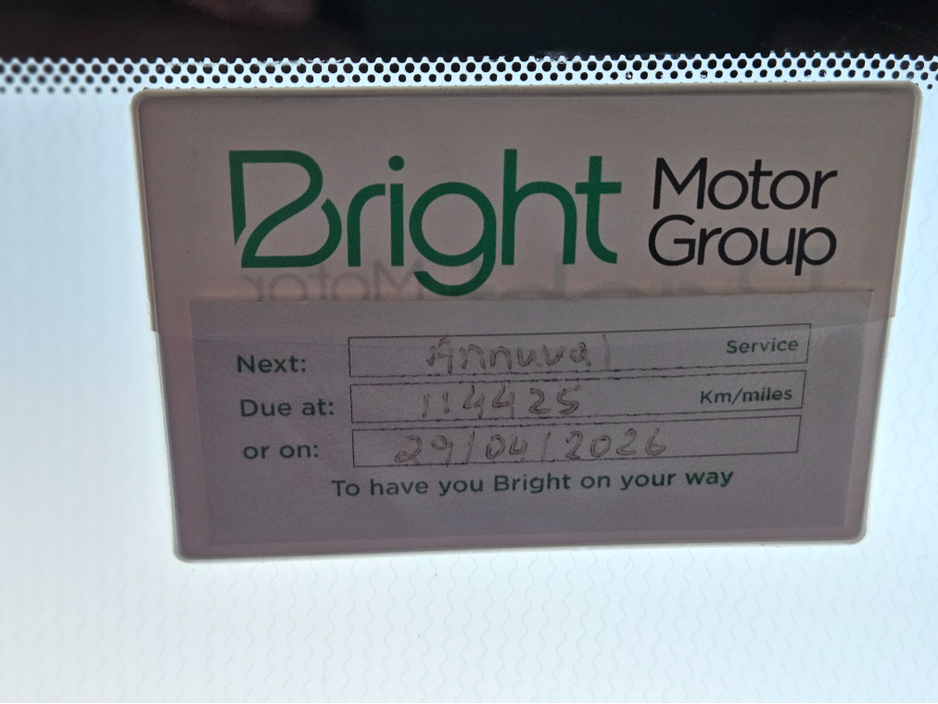 Bright Motor Group
Next: Annuval Service
Due at: 114425 Km/miles
or on: 29/04/2026
To have you Bright on your way